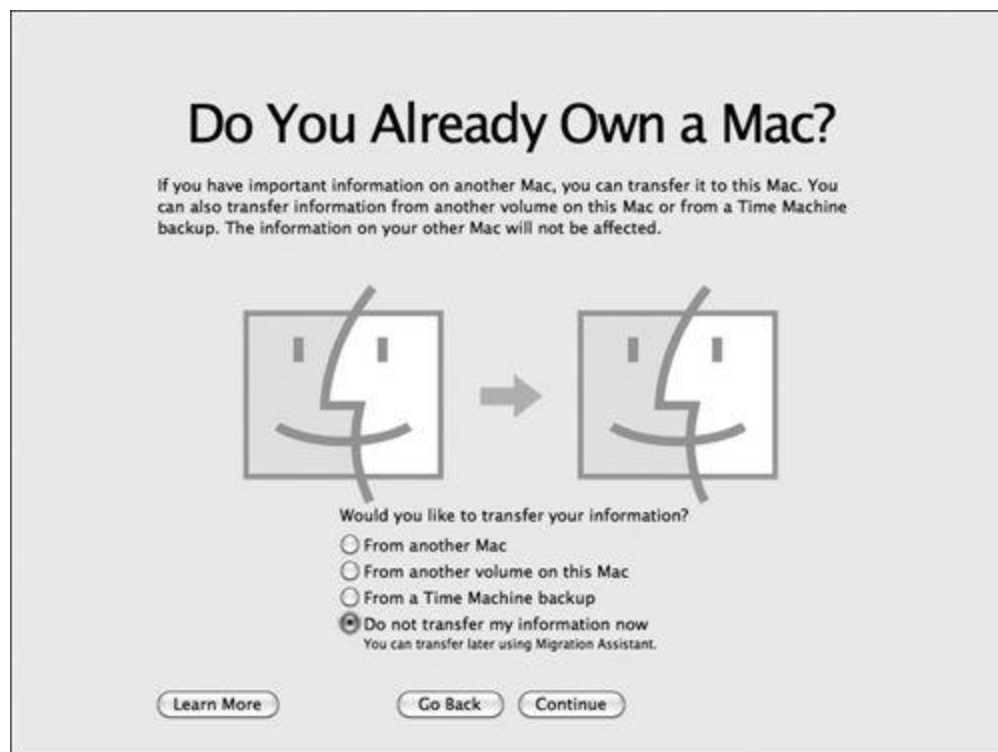 Do You Already Own a Mac?
If you have important information on another Mac, you can transfer it to this Mac. You
can also transfer information from another volume on this Mac or from a Time Machine
backup. The information on your other Mac will not be affected.
Would you like to transfer your information?
From another Mac
From another volume on this Mac
From a Time Machine backup
Do not transfer my information now
You can transfer later using Migration Assistant.
Learn More
Go Back
Continue